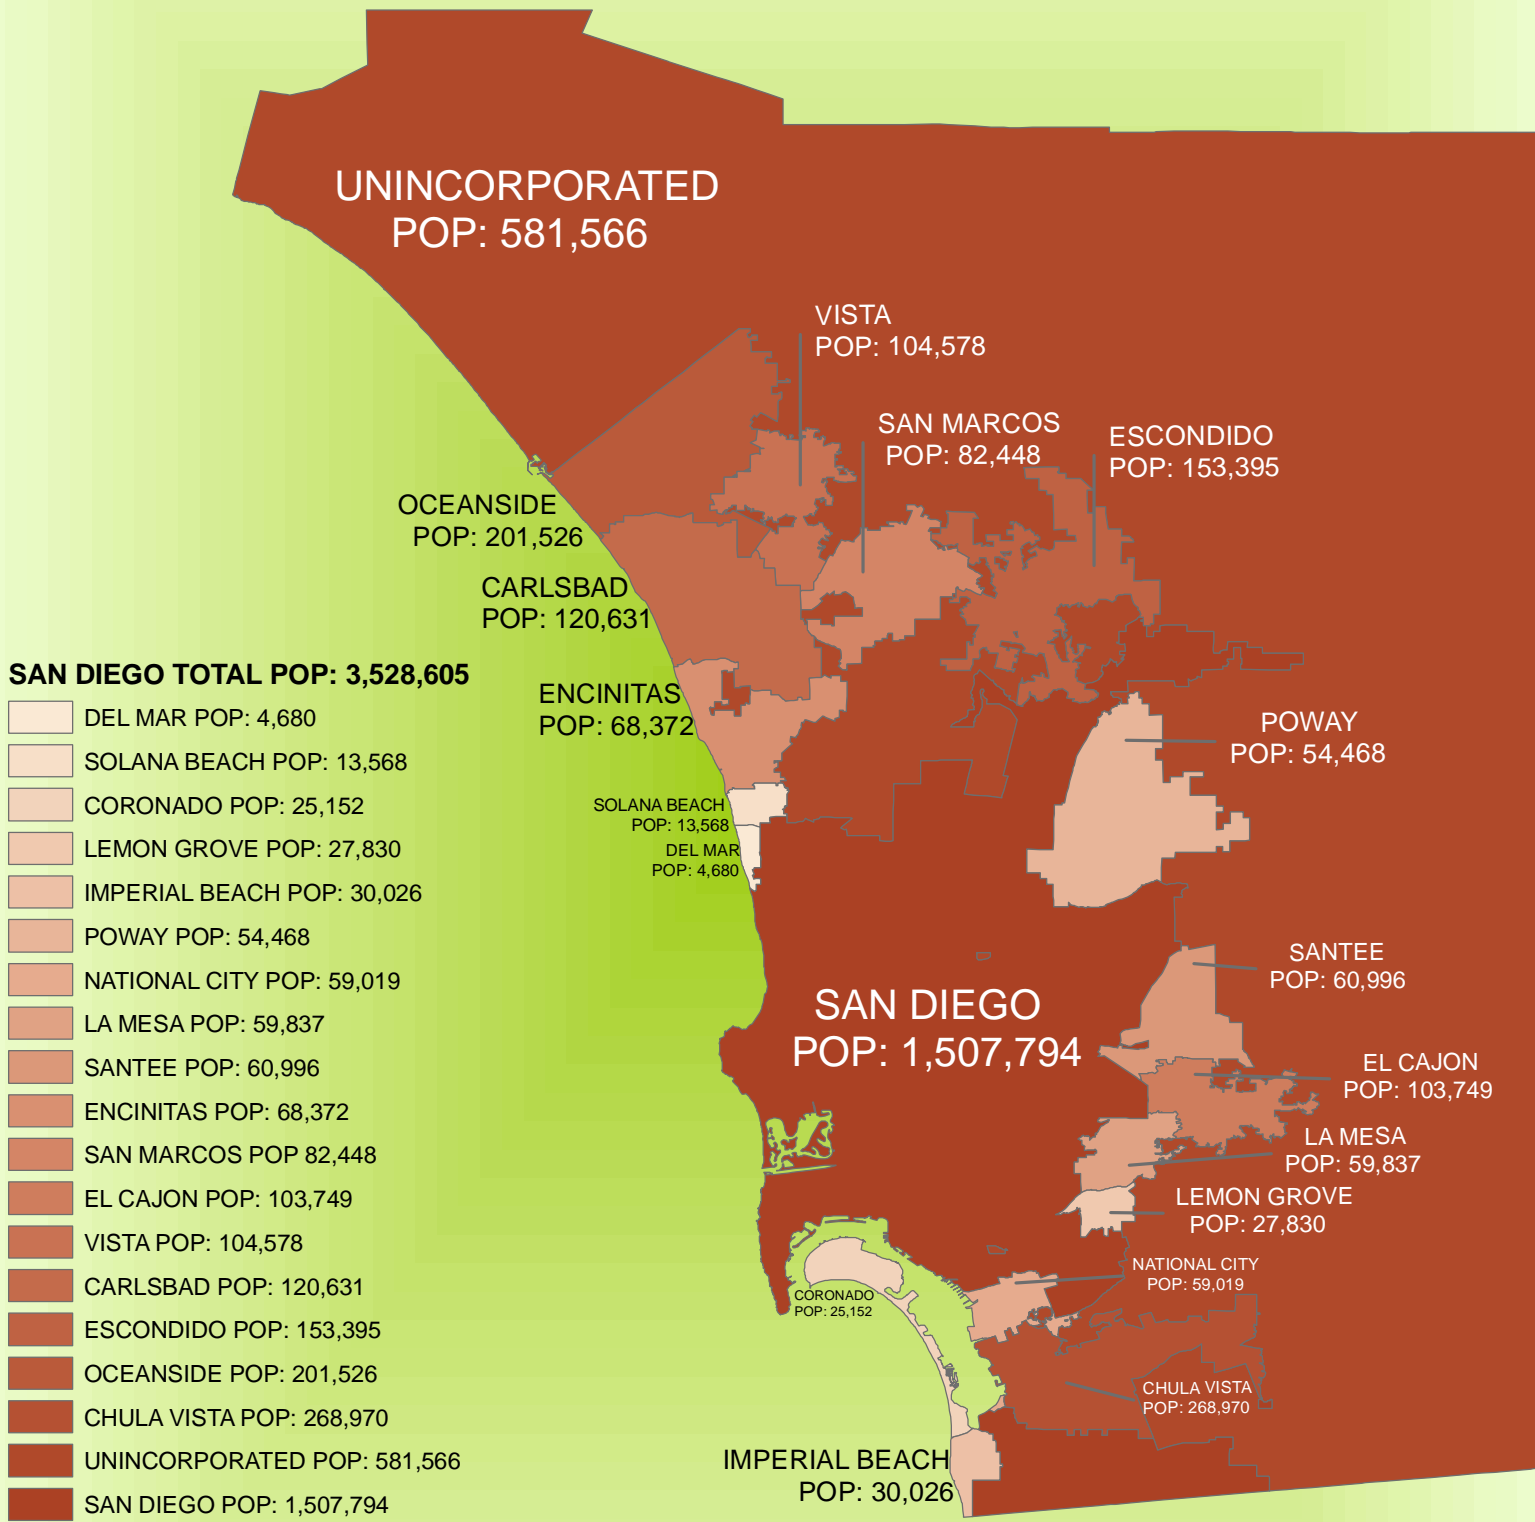 UNINCORPORATED
POP: 581,566
VISTA
POP: 104,578
SAN MARCOS
POP: 82,448
ESCONDIDO
POP: 153,395
OCEANSIDE
POP: 201,526
CARLSBAD
POP: 120,631
ENCINITAS
POP: 68,372
POWAY
POP: 54,468
SOLANA BEACH
POP: 13,568
DEL MAR
POP: 4,680
SANTEE
POP: 60,996
SAN DIEGO
POP: 1,507,794
EL CAJON
POP: 103,749
LA MESA
POP: 59,837
LEMON GROVE
POP: 27,830
NATIONAL CITY
POP: 59,019
CORONADO
POP: 25,152
CHULA VISTA
POP: 268,970
IMPERIAL BEACH
POP: 30,026
SAN DIEGO TOTAL POP: 3,528,605
DEL MAR POP: 4,680
SOLANA BEACH POP: 13,568
CORONADO POP: 25,152
LEMON GROVE POP: 27,830
IMPERIAL BEACH POP: 30,026
POWAY POP: 54,468
NATIONAL CITY POP: 59,019
LA MESA POP: 59,837
SANTEE POP: 60,996
ENCINITAS POP: 68,372
SAN MARCOS POP 82,448
EL CAJON POP: 103,749
VISTA POP: 104,578
CARLSBAD POP: 120,631
ESCONDIDO POP: 153,395
OCEANSIDE POP: 201,526
CHULA VISTA POP: 268,970
UNINCORPORATED POP: 581,566
SAN DIEGO POP: 1,507,794